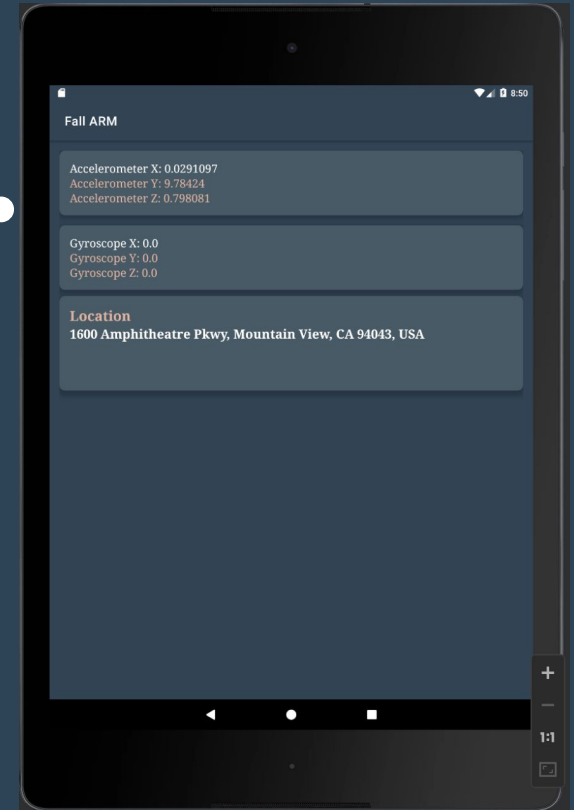 8:50
Fall ARM
Accelerometer X: 0.0291097
Accelerometer Y: 9.78424
Accelerometer Z: 0.798081
Gyroscope X: 0.0
Gyroscope Y: 0.0
Gyroscope Z: 0.0
Location
1600 Amphitheatre Pkwy, Mountain View, CA 94043, USA
1:1